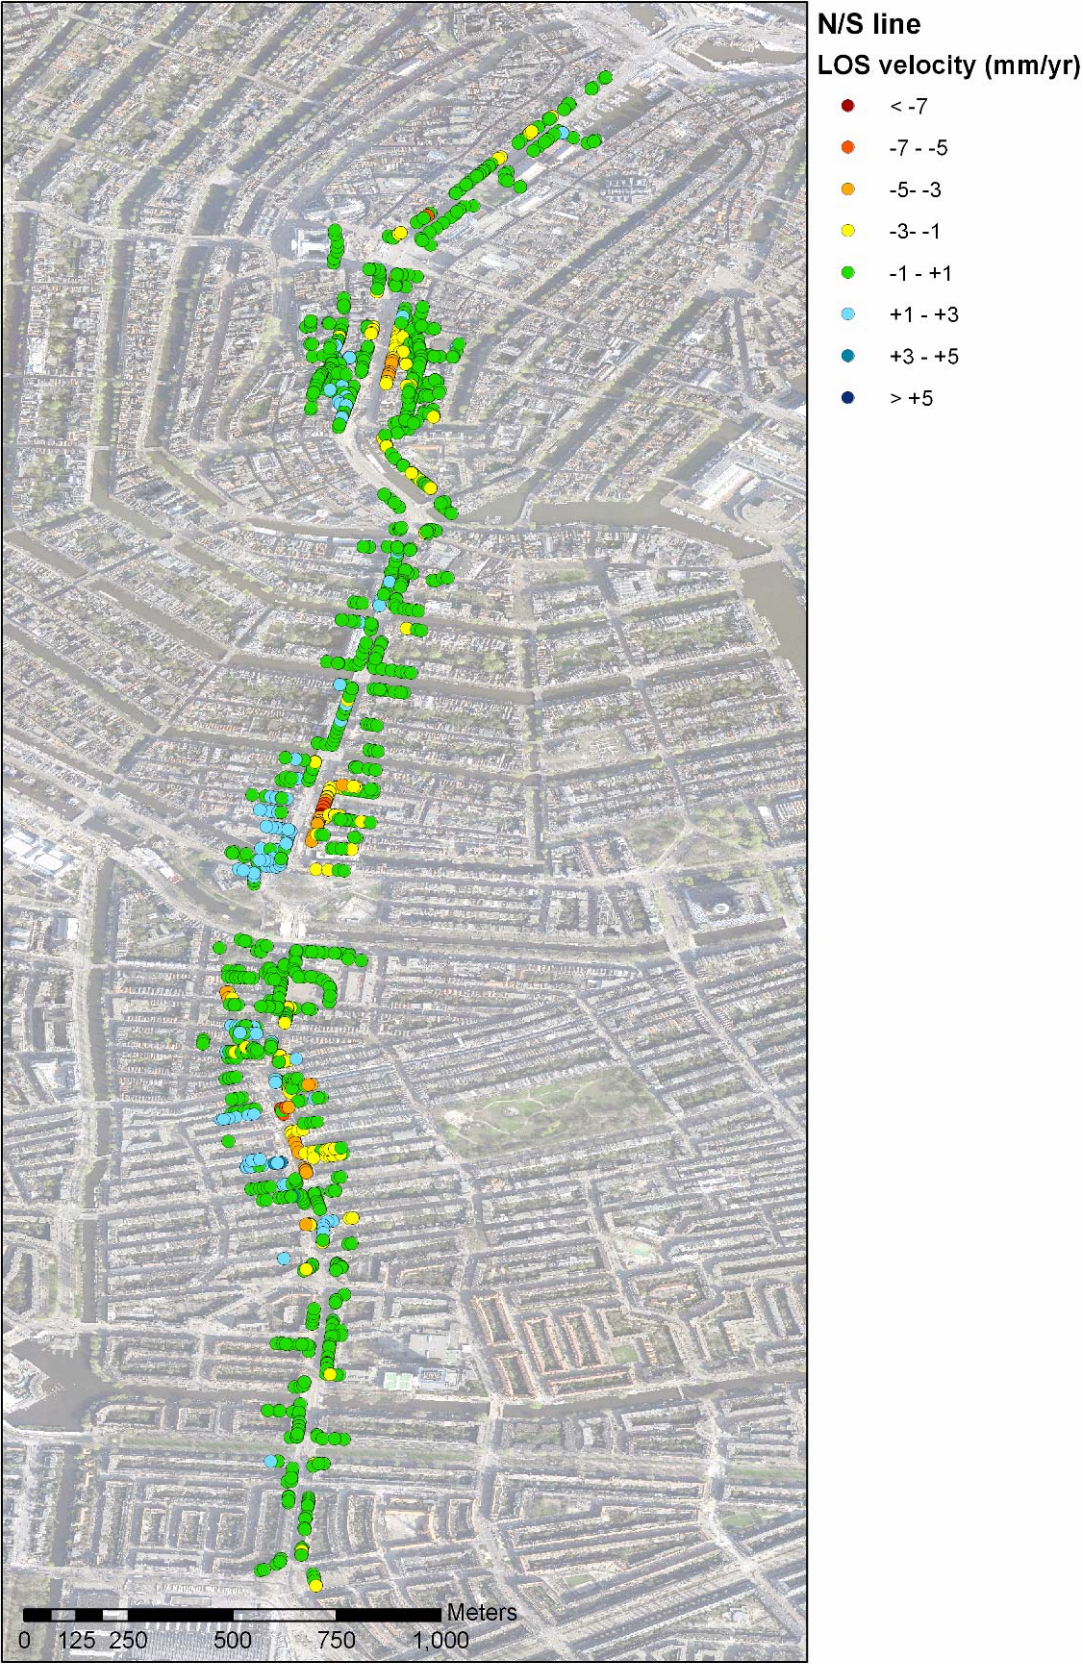 N/S line
LOS velocity (mm/yr)
< -7
-7 - -5
-5- -3
-3- -1
-1 - +1
+1 - +3
+3 - +5
> +5
Meters
0 125 250 500 750 1,000